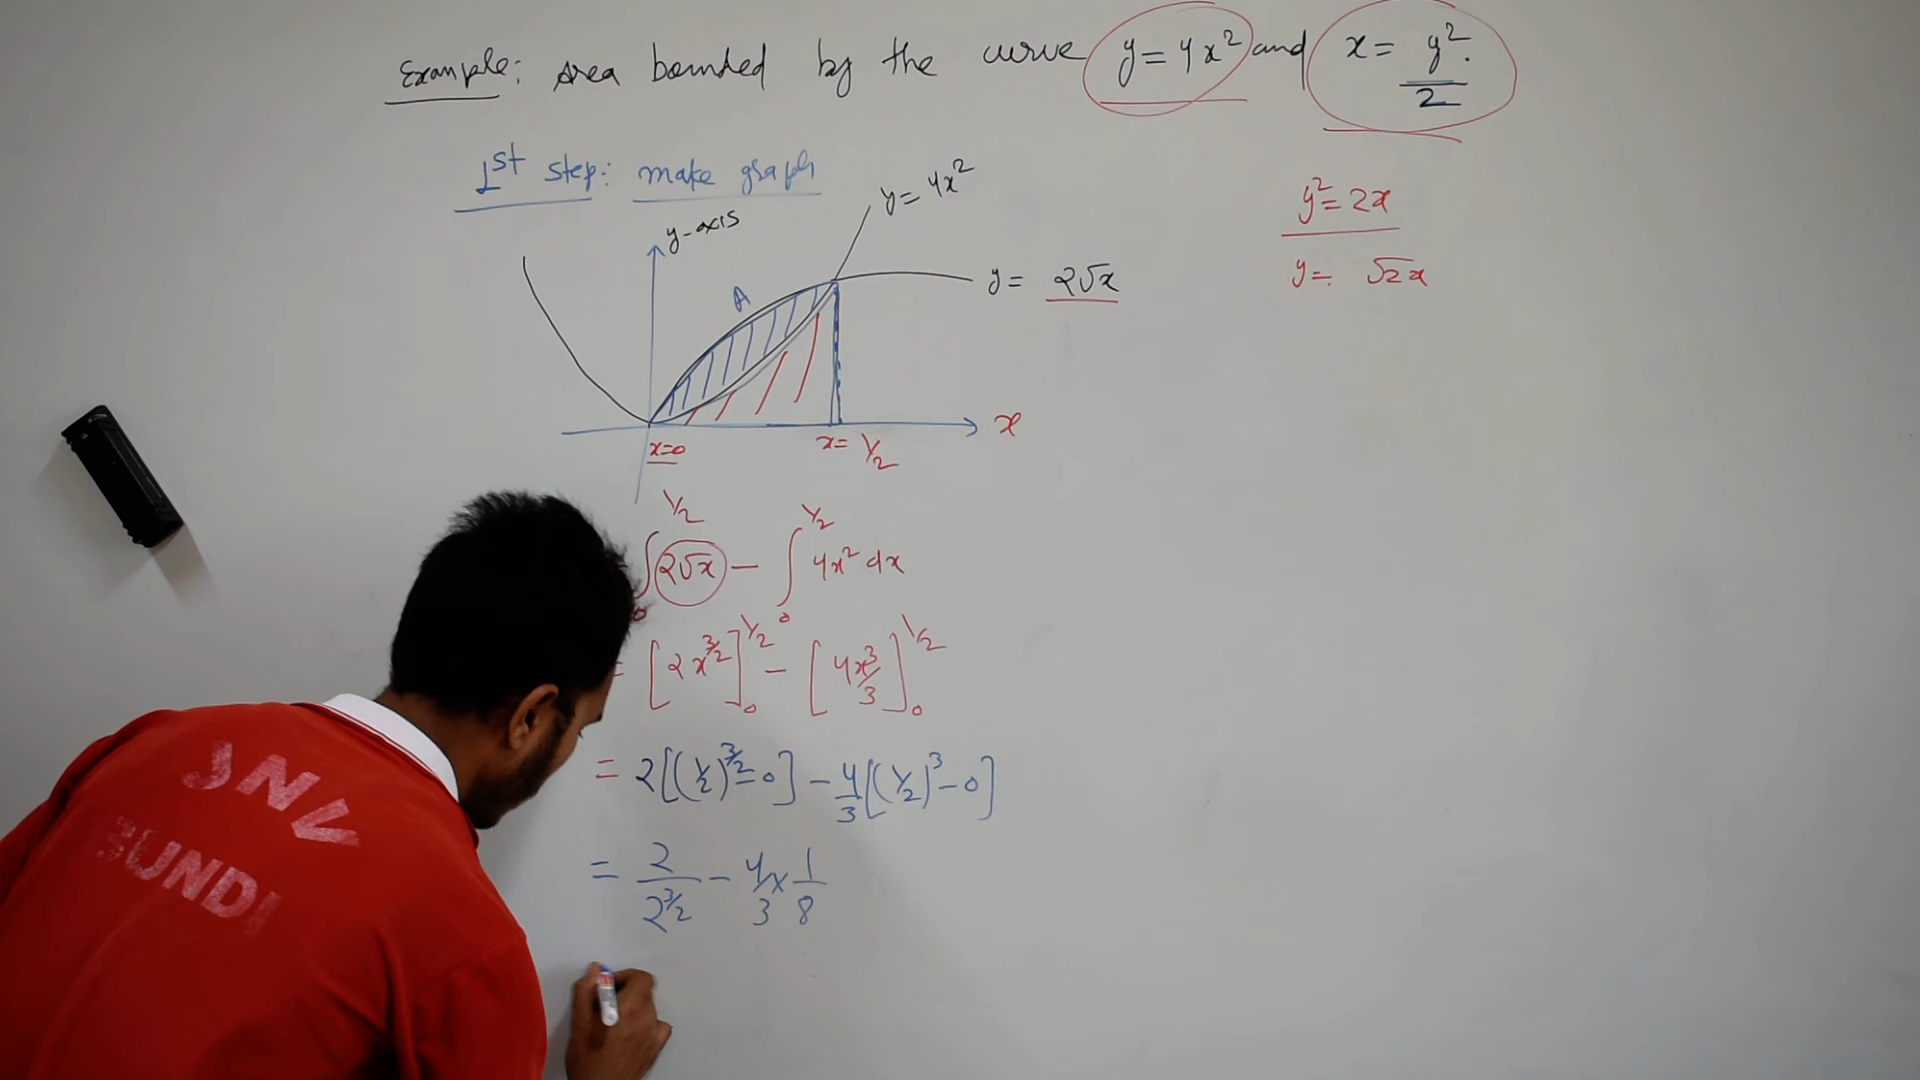 Example: Area bounded by the curve y = 4x² and x = y²/2.
1st step: make graph
y = 4x²
y-axis
y² = 2x
y = √2x
A
y = 2√x
x
x=0
x = 1/2
∫₀^{1/2} 2√x − ∫₀^{1/2} 4x² dx
= [2x^{3/2}]₀^{1/2} − [4x³/3]₀^{1/2}
= 2[(1/2)^{3/2} − 0] − 4/3[(1/2)³ − 0]
= 2/2^{3/2} − 4/3 × 1/8
JNV
BUNDI